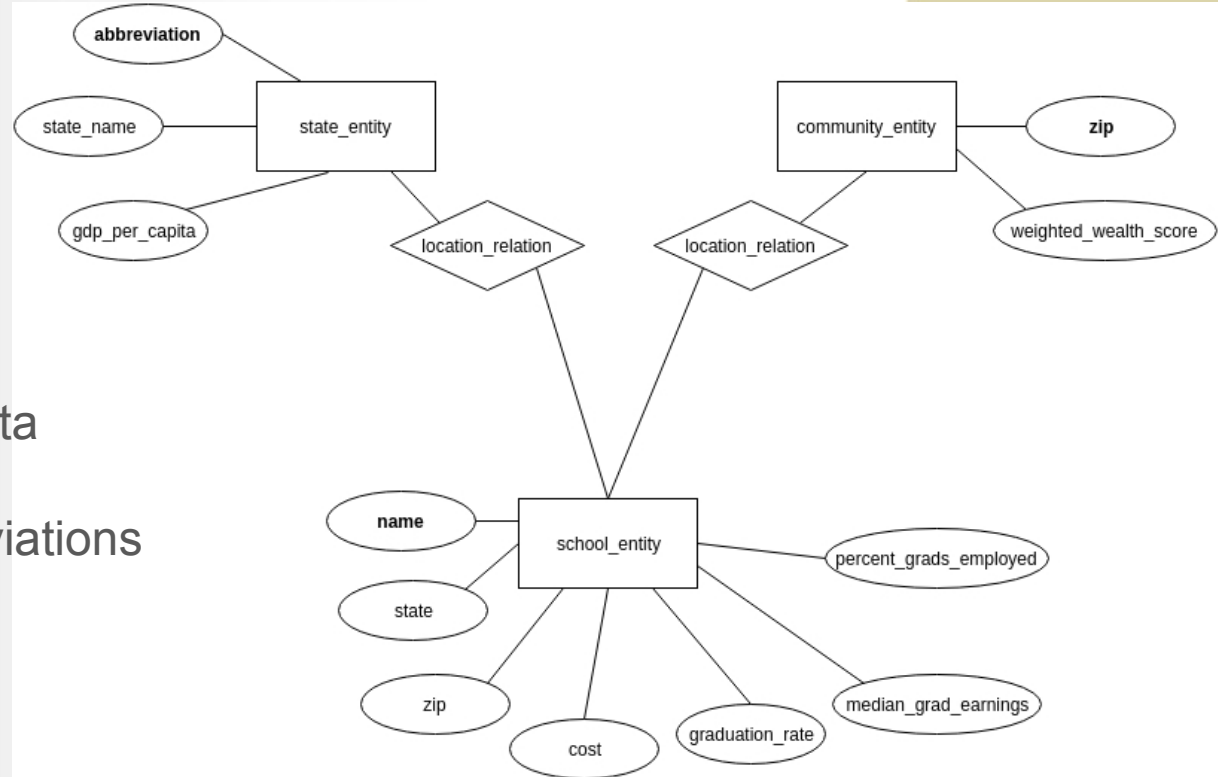 abbreviation
state_name
state_entity
gdp_per_capita
location_relation
community_entity
zip
weighted_wealth_score
location_relation
ta
viations
name
school_entity
state
zip
cost
graduation_rate
median_grad_earnings
percent_grads_employed